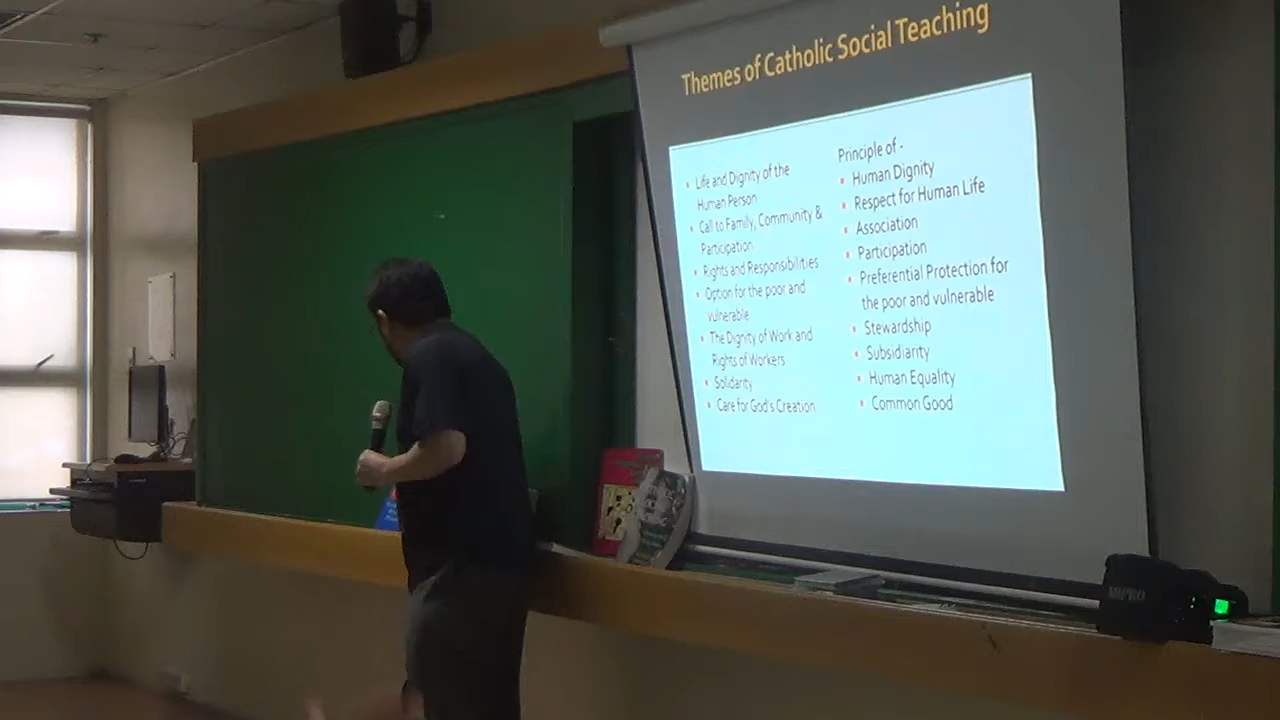 Themes of Catholic Social Teaching
• Life and Dignity of the
Human Person
• Call to Family, Community &
Participation
• Rights and Responsibilities
• Option for the poor and
vulnerable
• The Dignity of Work and
Rights of Workers
• Solidarity
• Care for God's Creation
Principle of -
• Human Dignity
• Respect for Human Life
• Association
• Participation
• Preferential Protection for
the poor and vulnerable
• Stewardship
• Subsidiarity
• Human Equality
• Common Good
MIPRO